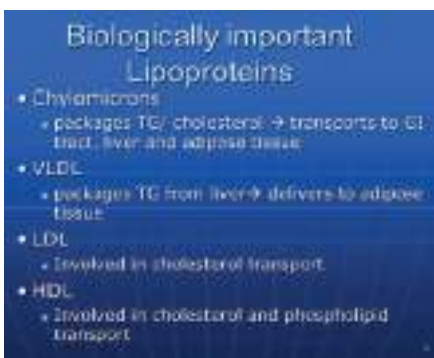 Biologically important
Lipoproteins
• Chylomicrons
• packages TG/ cholesterol → transports to GI
tract, liver and adipose tissue
• VLDL
• packages TG from liver→ delivers to adipose
tissue
• LDL
• Involved in cholesterol transport
• HDL
• Involved in cholesterol and phospholipid
transport